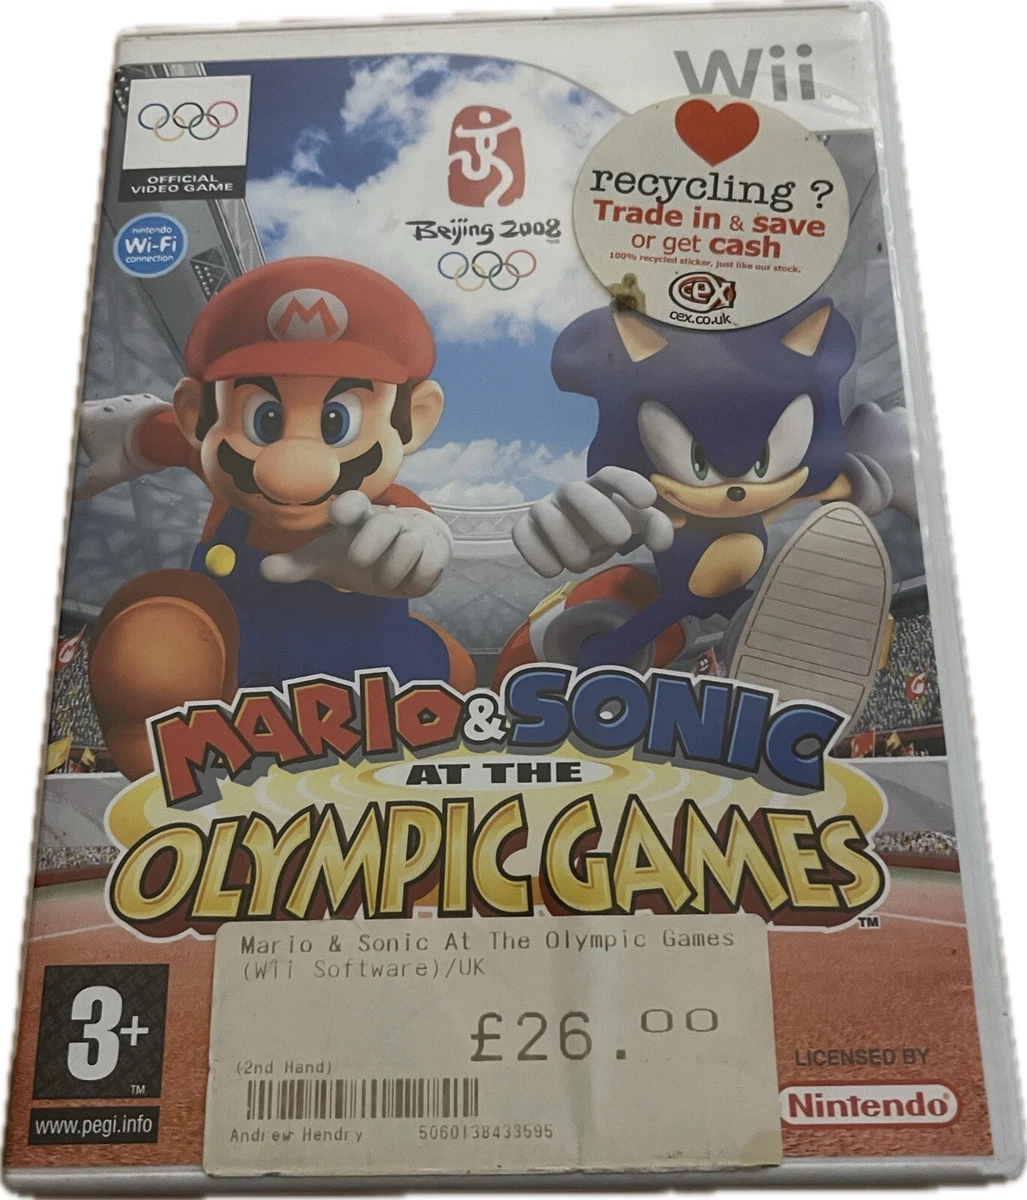 Wii
OFFICIAL
VIDEO GAME
nintendo
Wi-Fi
connection
Beijing 2008
recycling ?
Trade in & save
or get cash
100% recycled sticker, just like our stock.
cex
cex.co.uk
M
MARIO & SONIC
AT THE
OLYMPIC GAMES
TM
Mario & Sonic At The Olympic Games
(Wii Software)/UK
£26.00
(2nd Hand)
Andrew Hendry 5060138433595
3+
TM
www.pegi.info
LICENSED BY
Nintendo®